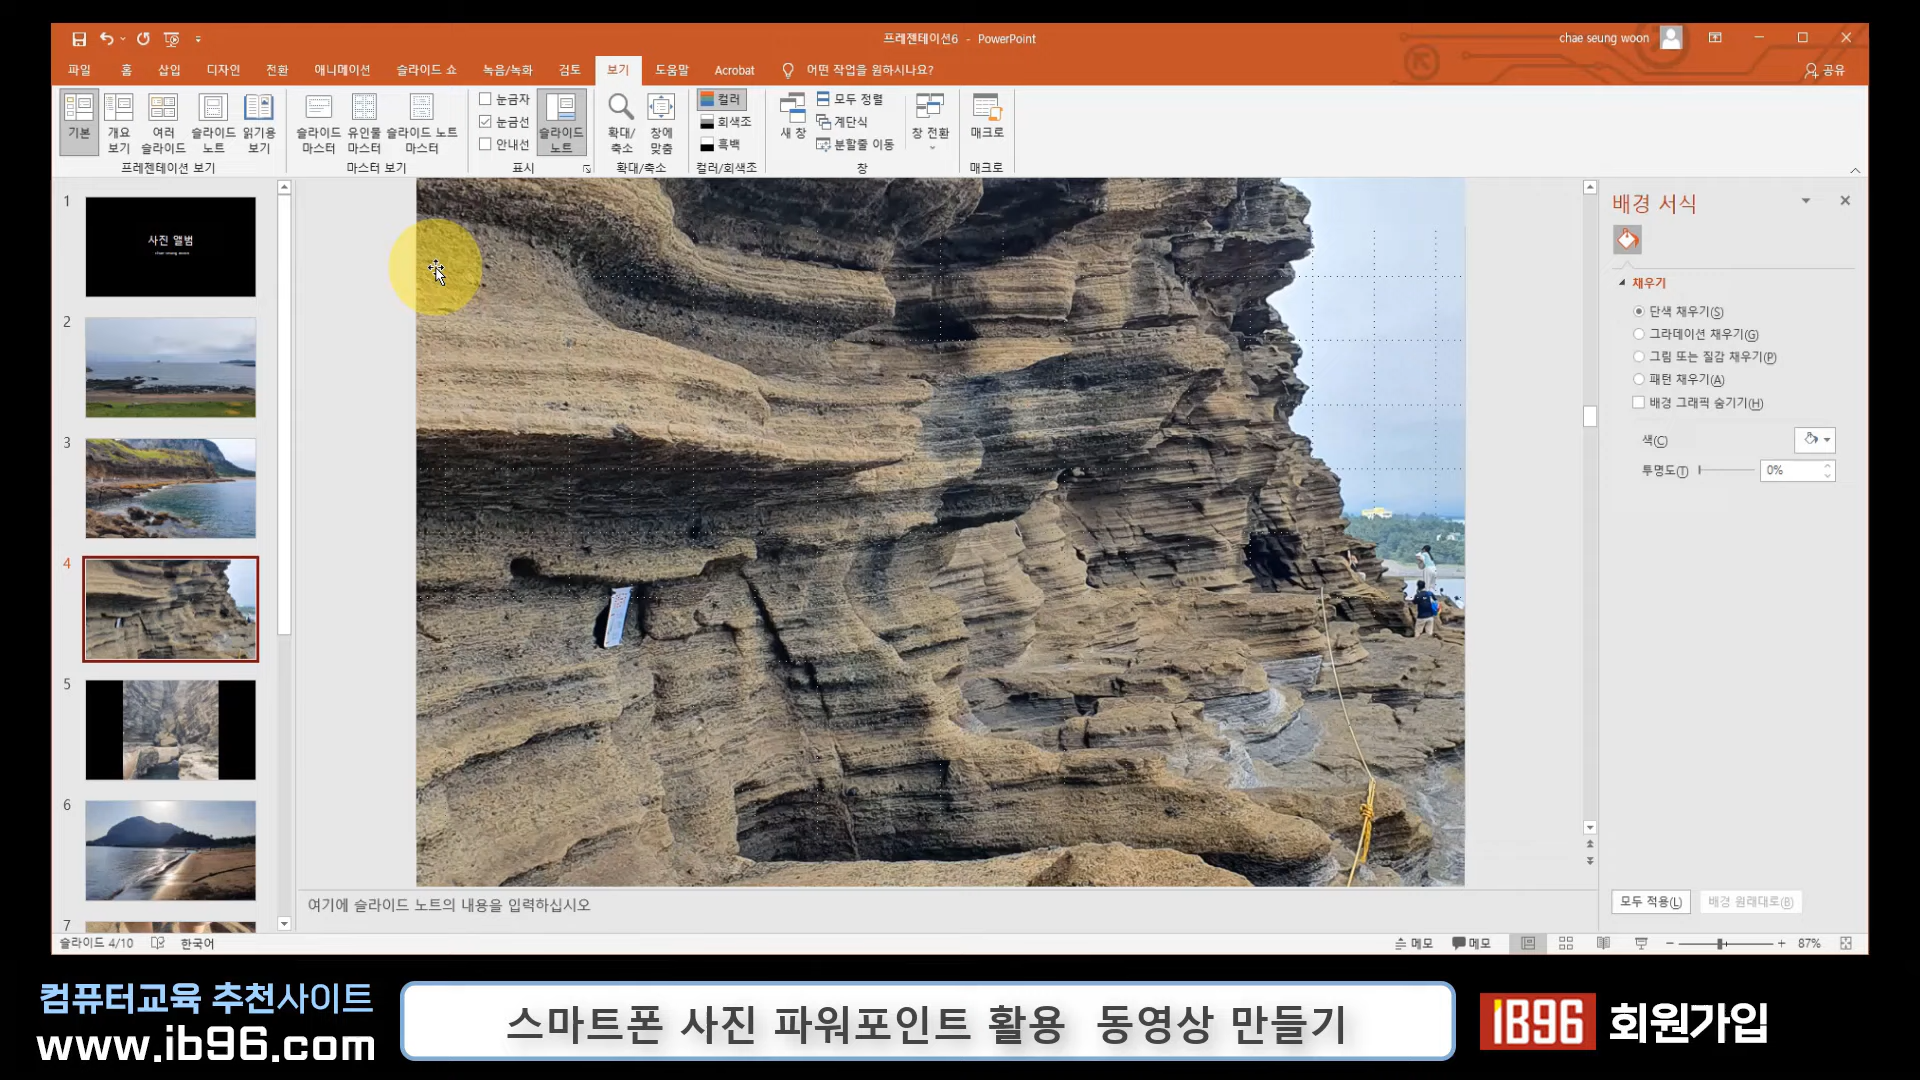 프레젠테이션6 - PowerPoint
chae seung woon
파일 홈 삽입 디자인 전환 애니메이션 슬라이드 쇼 녹음/녹화 검토 보기 도움말 Acrobat 어떤 작업을 원하시나요? 공유
기본
개요 보기
여러 슬라이드
슬라이드 노트
읽기용 보기
프레젠테이션 보기
슬라이드 마스터
유인물 마스터
슬라이드 노트 마스터
마스터 보기
눈금자
눈금선
안내선
슬라이드 노트
표시
확대/축소
창에 맞춤
확대/축소
컬러
회색조
흑백
컬러/회색조
새 창
모두 정렬
계단식
분할줄 이동
창 전환
창
매크로
매크로
1
사진 앨범
chae seung woon
2
3
4
5
6
7
배경 서식
채우기
단색 채우기(S)
그라데이션 채우기(G)
그림 또는 질감 채우기(P)
패턴 채우기(A)
배경 그래픽 숨기기(H)
색(C)
투명도(T) 0%
모두 적용(L) 배경 원래대로(B)
여기에 슬라이드 노트의 내용을 입력하십시오
슬라이드 4/10 한국어 메모 메모 87%
컴퓨터교육 추천사이트
www.ib96.com
스마트폰 사진 파워포인트 활용 동영상 만들기
IB96 회원가입